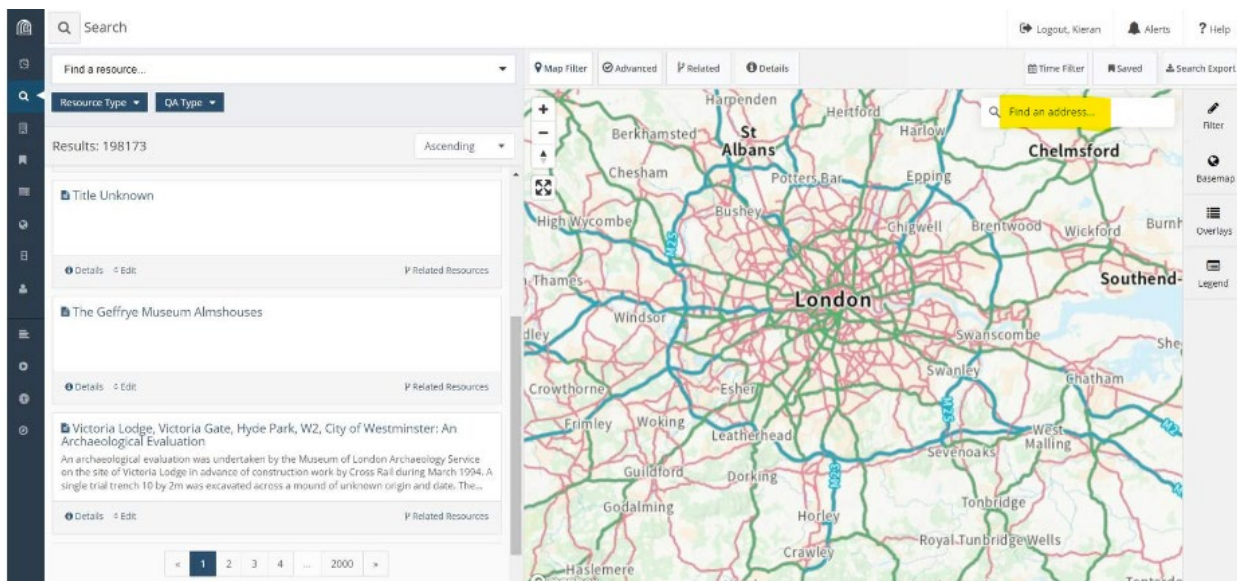 Search
Logout, Kieran
Alerts
? Help
Find a resource...
Map Filter
Advanced
Related
Details
Time Filter
Saved
Search Export
Resource Type
QA Type
Results: 198173
Ascending
Title Unknown
Details
Edit
Related Resources
The Geffrye Museum Almshouses
Details
Edit
Related Resources
Victoria Lodge, Victoria Gate, Hyde Park, W2, City of Westminster: An
Archaeological Evaluation
An archaeological evaluation was undertaken by the Museum of London Archaeology Service
on the site of Victoria Lodge in advance of construction work by Cross Rail during March 1994. A
single trial trench 10 by 2m was excavated across a mound of unknown origin and date. The...
Details
Edit
Related Resources
« 1 2 3 4 ... 2000 »
Find an address...
Filter
Basemap
Overlays
Legend
+
−
Harpenden
Hertford
Berkhamsted
St
Albans
Harlow
Chelmsford
Chesham
Potters Bar
Epping
High Wycombe
Bushey
Chigwell
Brentwood
Wickford
Burnh
M25
-Thames
London
Southend-
Windsor
dley
Swanscombe
She
Swanley
Crowthorne
Esher
Chatham
M25
M2
Frimley
Woking
Leatherhead
West
Malling
Sevenoaks
Guildford
Dorking
M23
Godalming
Horley
Tonbridge
Royal Tunbridge Wells
Crawley
Haslemere